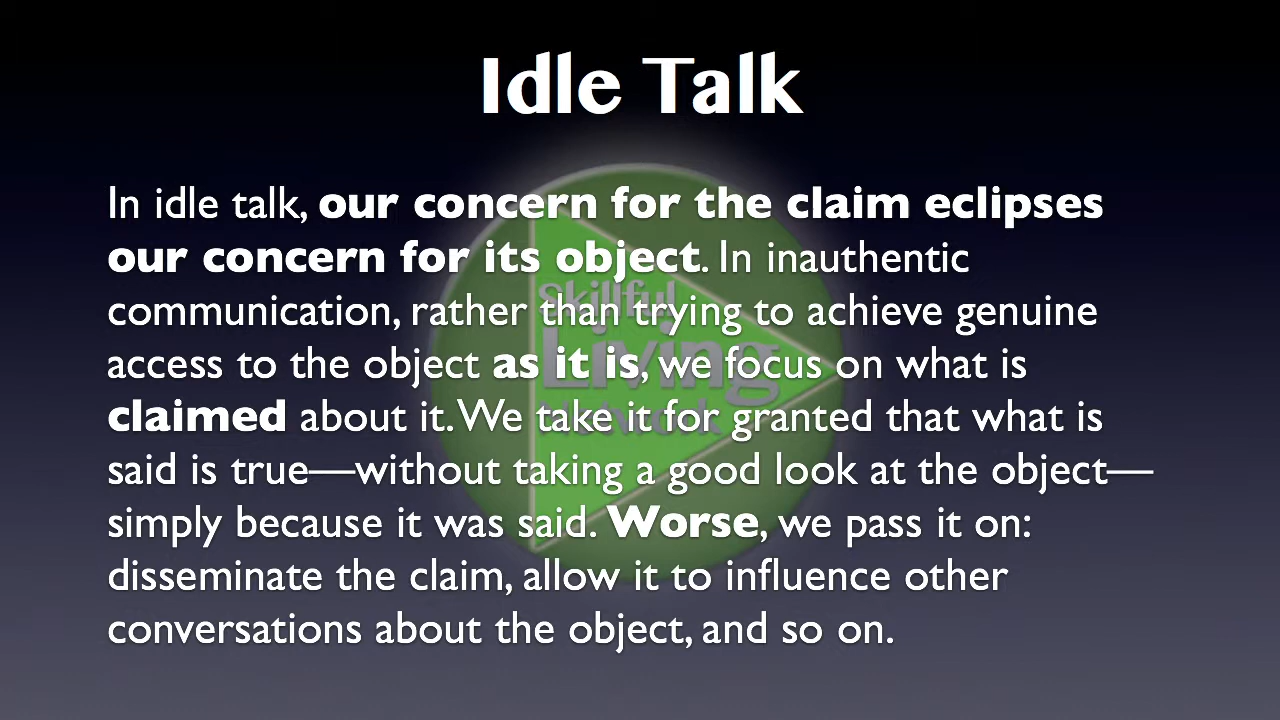 Idle Talk
In idle talk, our concern for the claim eclipses
our concern for its object. In inauthentic
communication, rather than trying to achieve genuine
access to the object as it is, we focus on what is
claimed about it. We take it for granted that what is
said is true—without taking a good look at the object—
simply because it was said. Worse, we pass it on:
disseminate the claim, allow it to influence other
conversations about the object, and so on.
Skillful
Living
Network